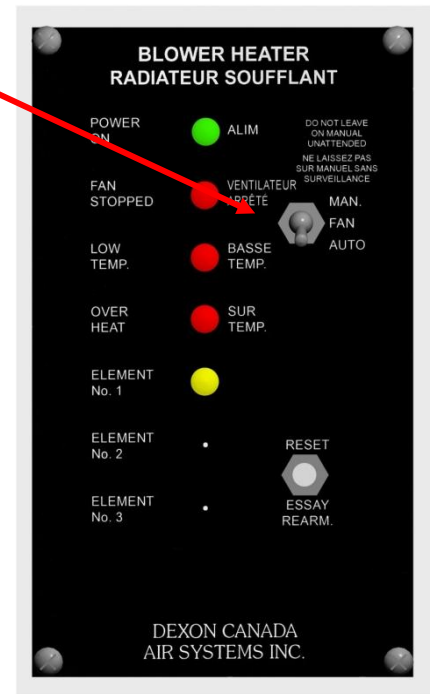 BLOWER HEATER
RADIATEUR SOUFFLANT
POWER
ON
ALIM
DO NOT LEAVE
ON MANUAL
UNATTENDED
NE LAISSEZ PAS
SUR MANUEL SANS
SURVEILLANCE
FAN
STOPPED
VENTILATEUR
ARRÊTÉ
MAN.
FAN
AUTO
LOW
TEMP.
BASSE
TEMP.
OVER
HEAT
SUR
TEMP.
ELEMENT
No. 1
ELEMENT
No. 2
RESET
ELEMENT
No. 3
ESSAY
REARM.
DEXON CANADA
AIR SYSTEMS INC.